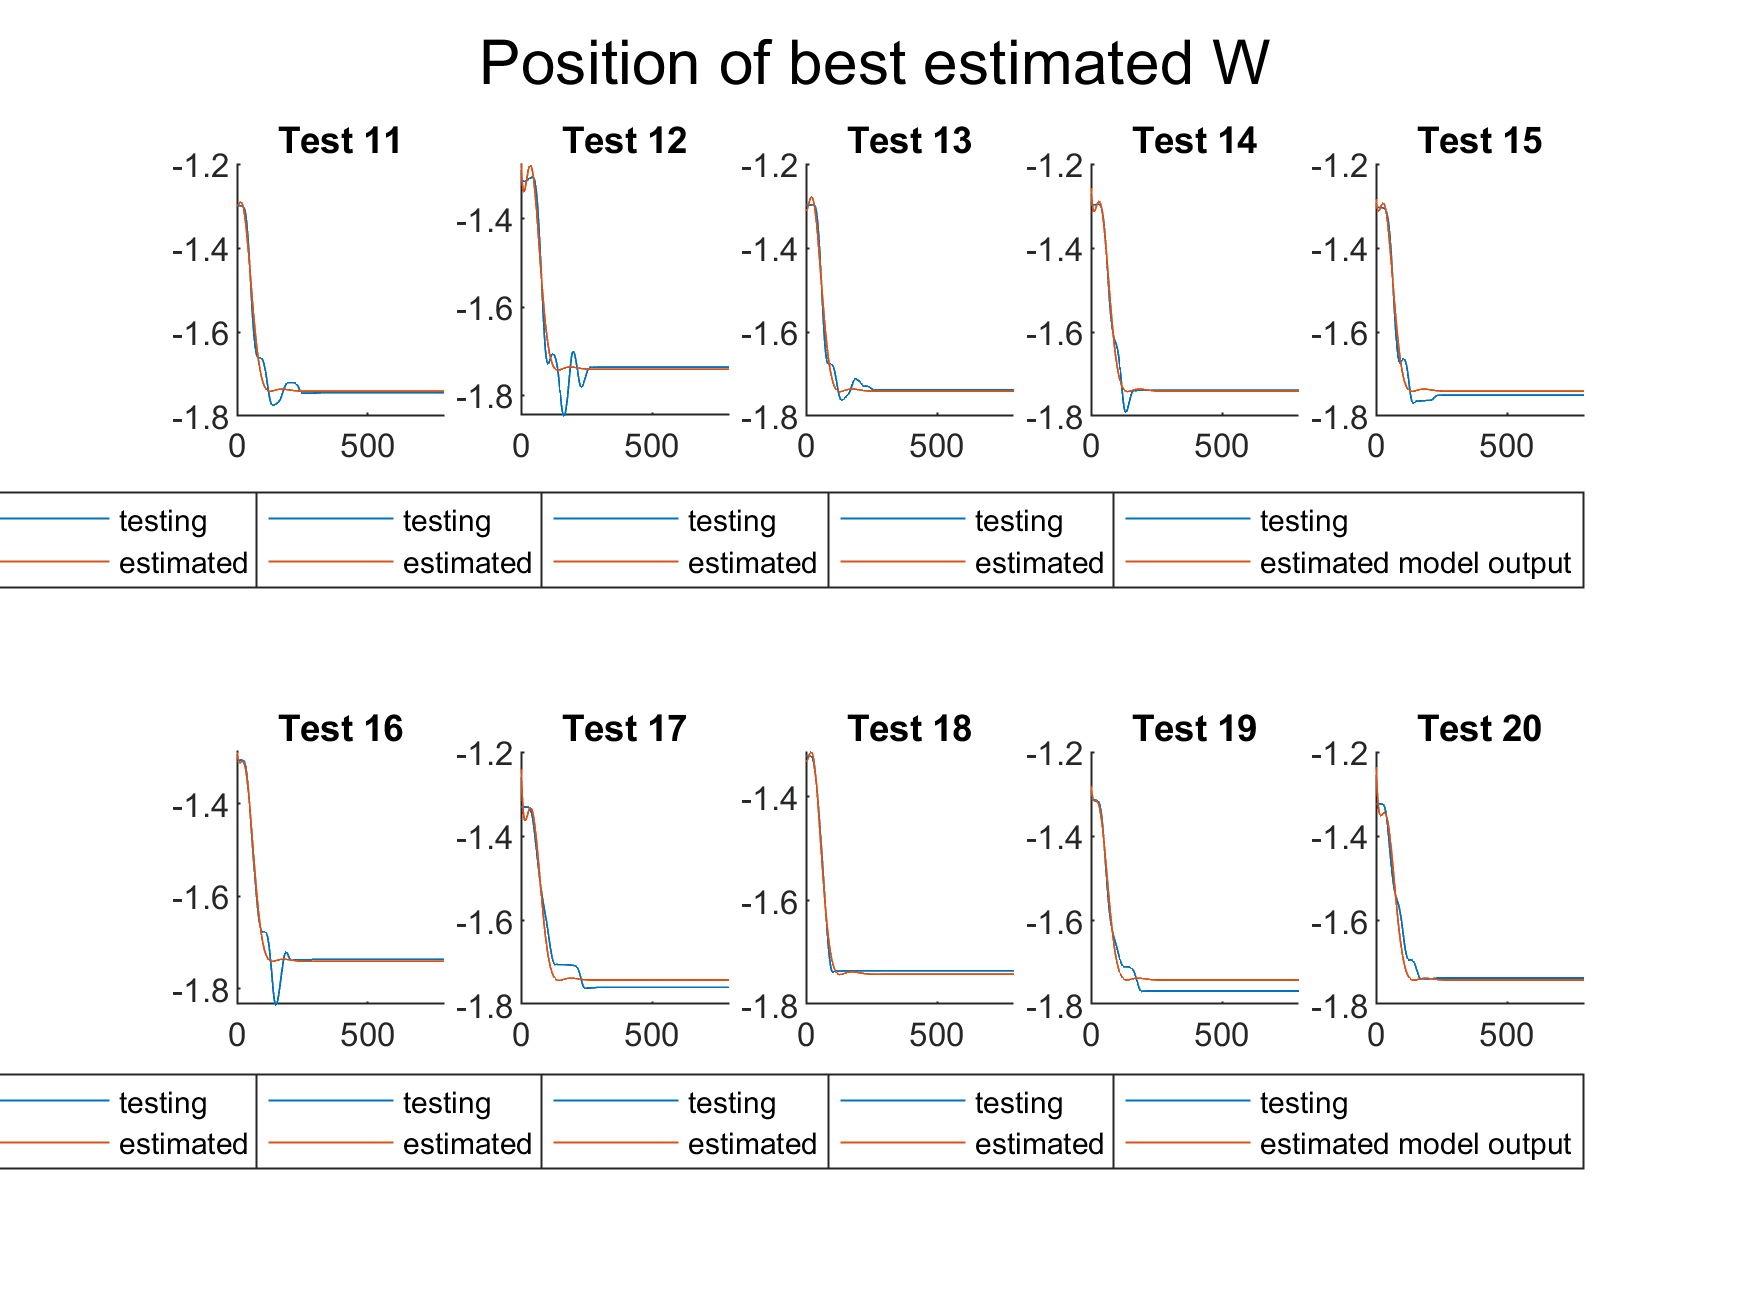 Position of best estimated W
Test 11 Test 12 Test 13 Test 14 Test 15
-1.2 -1.2 -1.2 -1.2
-1.4 -1.4 -1.4 -1.4 -1.4
-1.6 -1.6 -1.6 -1.6 -1.6
-1.8 -1.8 -1.8 -1.8 -1.8
0 500 0 500 0 500 0 500 0 500
testing testing testing testing testing
estimated estimated estimated estimated estimated model output
Test 16 Test 17 Test 18 Test 19 Test 20
-1.2 -1.2 -1.2
-1.4 -1.4 -1.4 -1.4 -1.4
-1.6 -1.6 -1.6 -1.6 -1.6
-1.8 -1.8 -1.8 -1.8 -1.8
0 500 0 500 0 500 0 500 0 500
testing testing testing testing testing
estimated estimated estimated estimated estimated model output